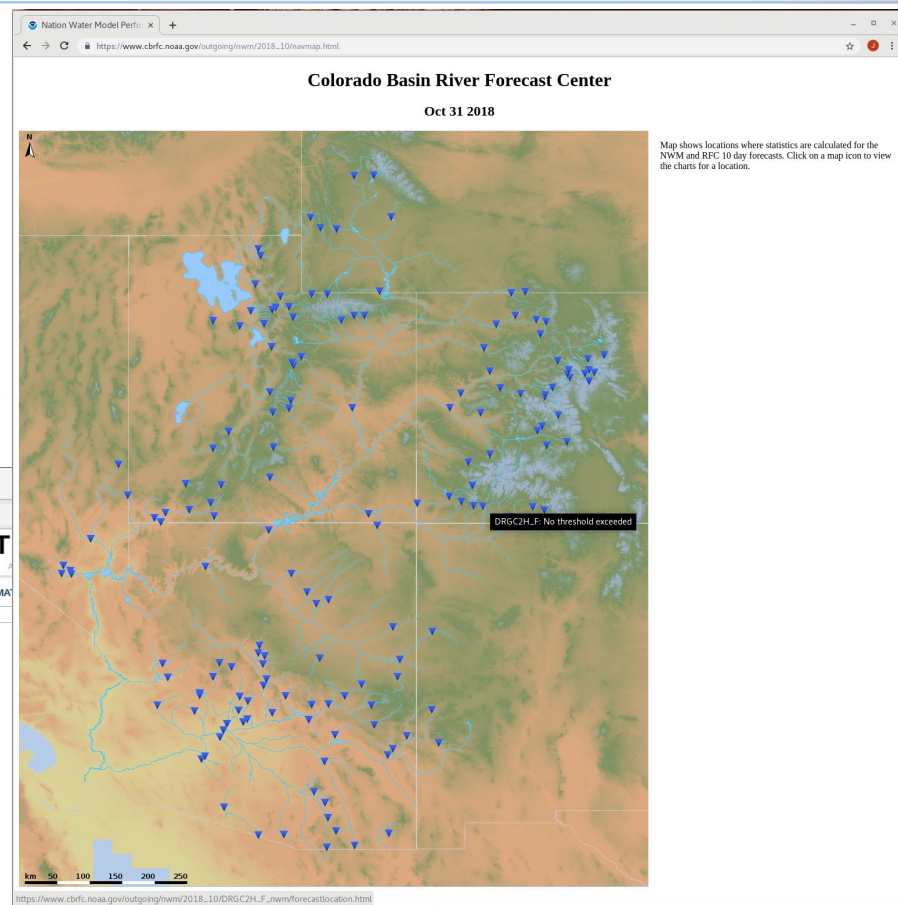 Nation Water Model Perfo
https://www.cbrfc.noaa.gov/outgoing/nwm/2018_10/navmap.html
J
Colorado Basin River Forecast Center
Oct 31 2018
N
Map shows locations where statistics are calculated for the
NWM and RFC 10 day forecasts. Click on a map icon to view
the charts for a location.
DRGC2H_F: No threshold exceeded
T
MAT
km 50 100 150 200 250
https://www.cbrfc.noaa.gov/outgoing/nwm/2018_10/DRGC2H_F_nwm/forecastlocation.html